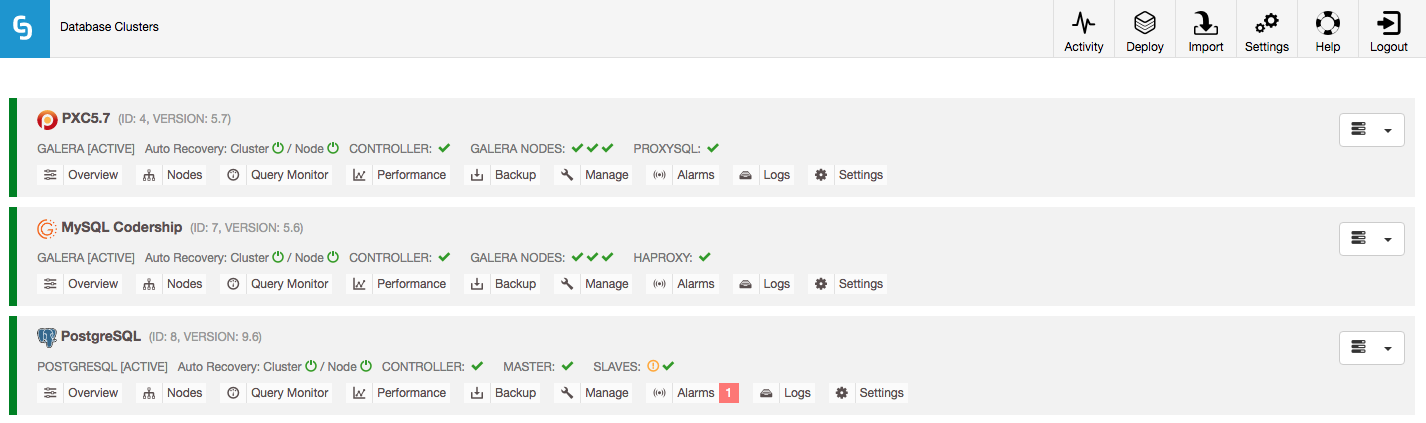 Database Clusters
Activity Deploy Import Settings Help Logout
PXC5.7 (ID: 4, VERSION: 5.7)
GALERA [ACTIVE] Auto Recovery: Cluster / Node CONTROLLER: GALERA NODES: PROXYSQL:
Overview Nodes Query Monitor Performance Backup Manage Alarms Logs Settings
MySQL Codership (ID: 7, VERSION: 5.6)
GALERA [ACTIVE] Auto Recovery: Cluster / Node CONTROLLER: GALERA NODES: HAPROXY:
Overview Nodes Query Monitor Performance Backup Manage Alarms Logs Settings
PostgreSQL (ID: 8, VERSION: 9.6)
POSTGRESQL [ACTIVE] Auto Recovery: Cluster / Node CONTROLLER: MASTER: SLAVES:
Overview Nodes Query Monitor Performance Backup Manage Alarms 1 Logs Settings